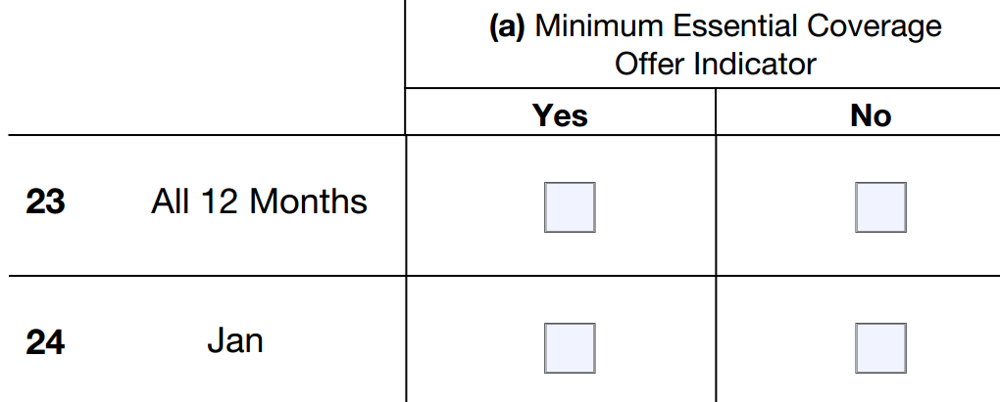 (a) Minimum Essential Coverage
Offer Indicator
Yes No
23 All 12 Months
24 Jan